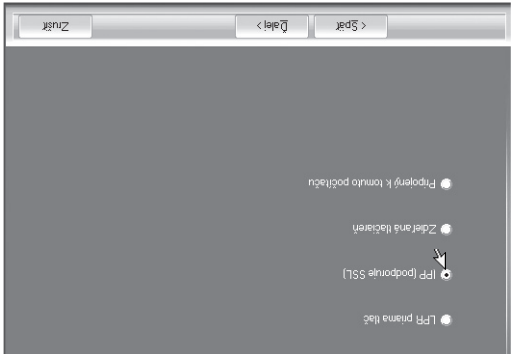 LPR priama tlač
IPP (podporuje SSL)
Zdieľaná tlačiareň
Pripojený k tomuto počítaču
< Späť
Ďalej >
Zrušiť